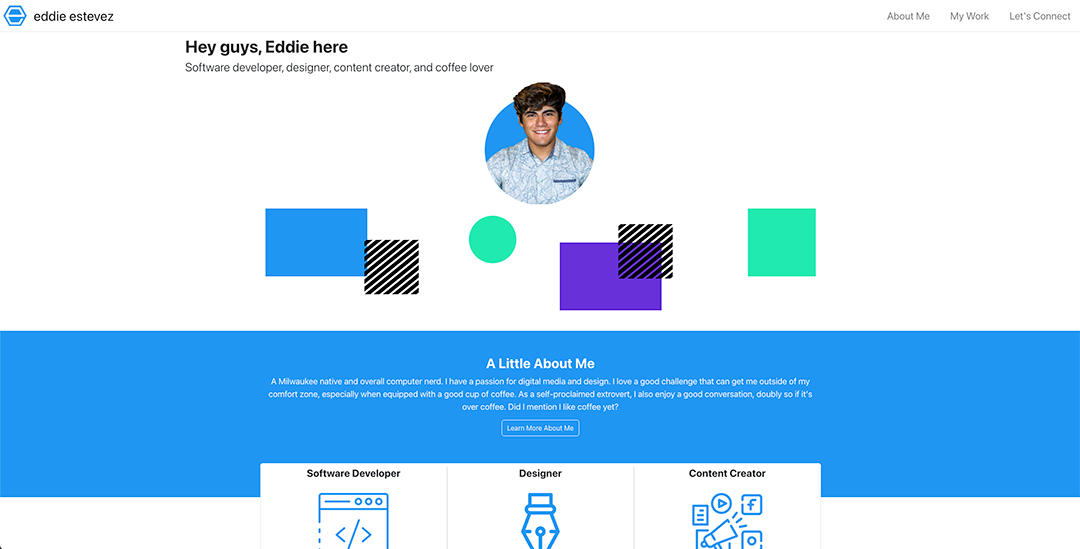 eddie estevez
About Me
My Work
Let's Connect
Hey guys, Eddie here
Software developer, designer, content creator, and coffee lover
A Little About Me
A Milwaukee native and overall computer nerd. I have a passion for digital media and design. I love a good challenge that can get me outside of my
comfort zone, especially when equipped with a good cup of coffee. As a self-proclaimed extrovert, I also enjoy a good conversation, doubly so if it's
over coffee. Did I mention I like coffee yet?
Learn More About Me
Software Developer
Designer
Content Creator